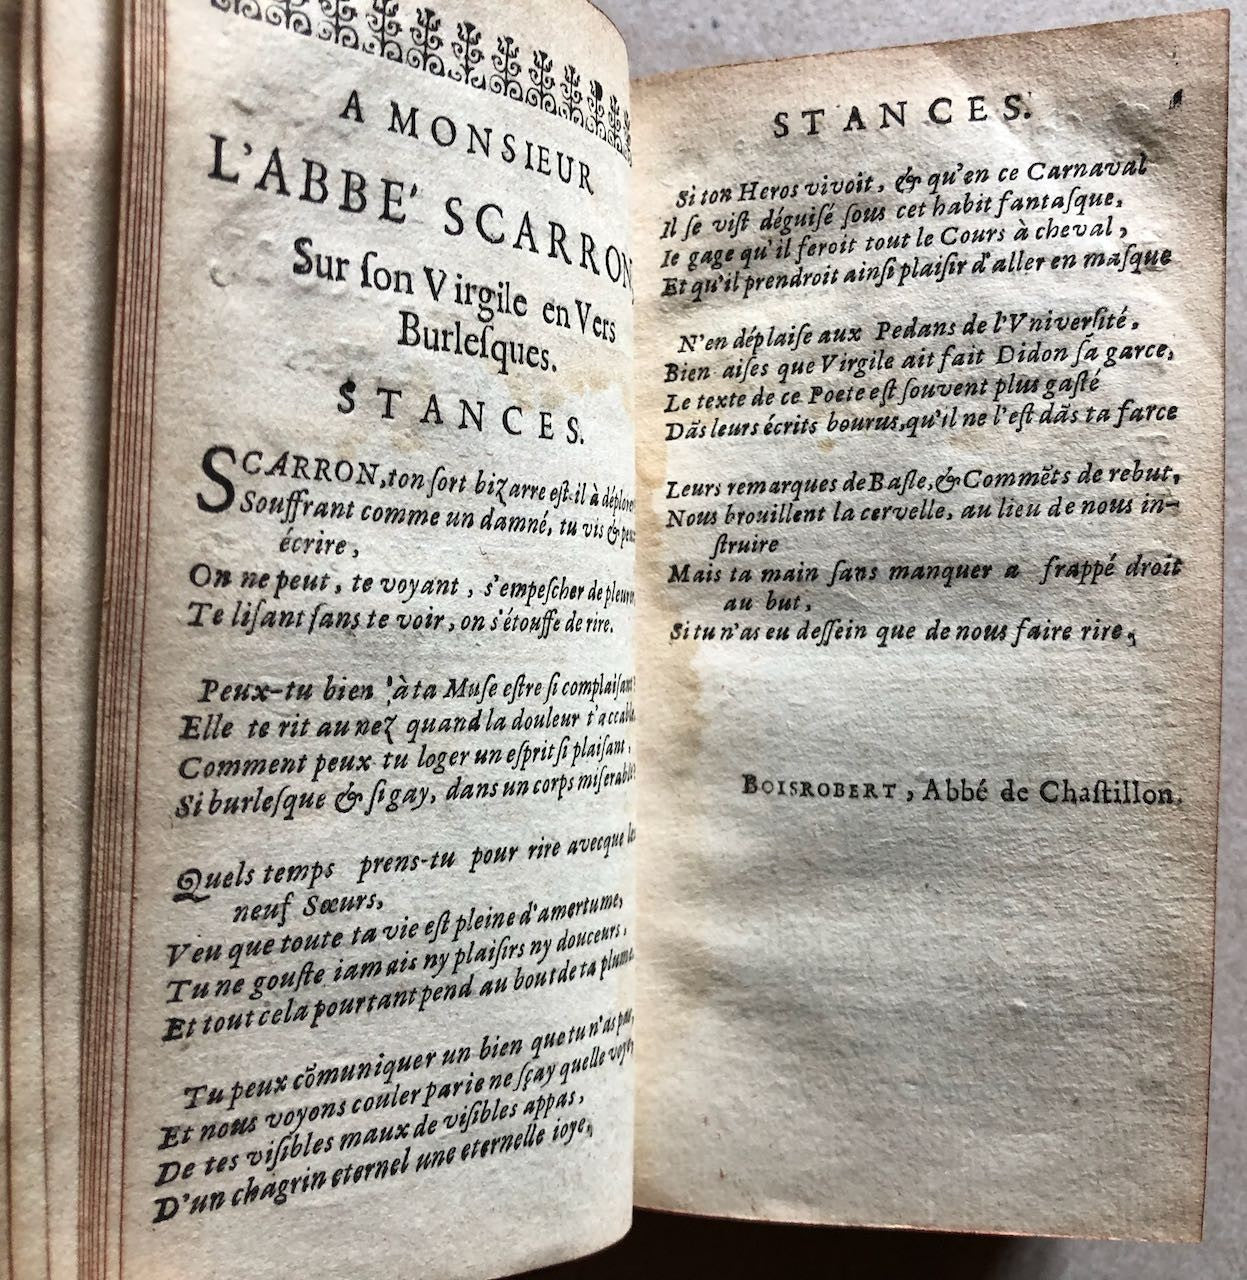 A MONSIEUR
L'ABBE' SCARRON,
Sur ſon Virgile en Vers
Burleſques.
STANCES.
SCARRON, ton ſort bizarre eſt-il à déplorer
Souffrant comme un damné, tu vis & peux
écrire,
On ne peut, te voyant, s'empeſcher de pleurer,
Te liſant ſans te voir, on s'étouffe de rire.
Peux-tu bien à ta Muſe eſtre ſi complaiſant?
Elle te rit au nez quand la douleur t'accable,
Comment peux tu loger un eſprit ſi plaiſant,
Si burleſque & ſi gay, dans un corps miſerable?
Quels temps prens-tu pour rire avecque les
neuf Sœurs,
Veu que toute ta vie eſt pleine d'amertume,
Tu ne gouſte iamais ny plaiſirs ny douceurs,
Et tout cela pourtant pend au bout de ta plume.
Tu peux cõmuniquer un bien que tu n'as pas,
Et nous voyons couler par ie ne ſçay quelle voye,
De tes viſibles maux de viſibles appas,
D'un chagrin eternel une eternelle ioye,
STANCES.
Si ton Heros vivoit, & qu'en ce Carnaval
Il ſe viſt déguiſé ſous cet habit fantaſque,
Ie gage qu'il feroit tout le Cours à cheval,
Et qu'il prendroit ainſi plaiſir d'aller en maſque
N'en déplaiſe aux Pedans de l'Vniverſité,
Bien aiſes que Virgile ait fait Didon ſa garce,
Le texte de ce Poete eſt ſouvent plus gaſté
Dãs leurs écrits bourus, qu'il ne l'eſt dãs ta farce
Leurs remarques de Baſle, & Commẽts de rebut,
Nous brouillent la cervelle, au lieu de nous in-
ſtruire
Mais ta main ſans manquer a frappé droit
au but,
Si tu n'as eu deſſein que de nous faire rire,
BOISROBERT, Abbé de Chaſtillon.